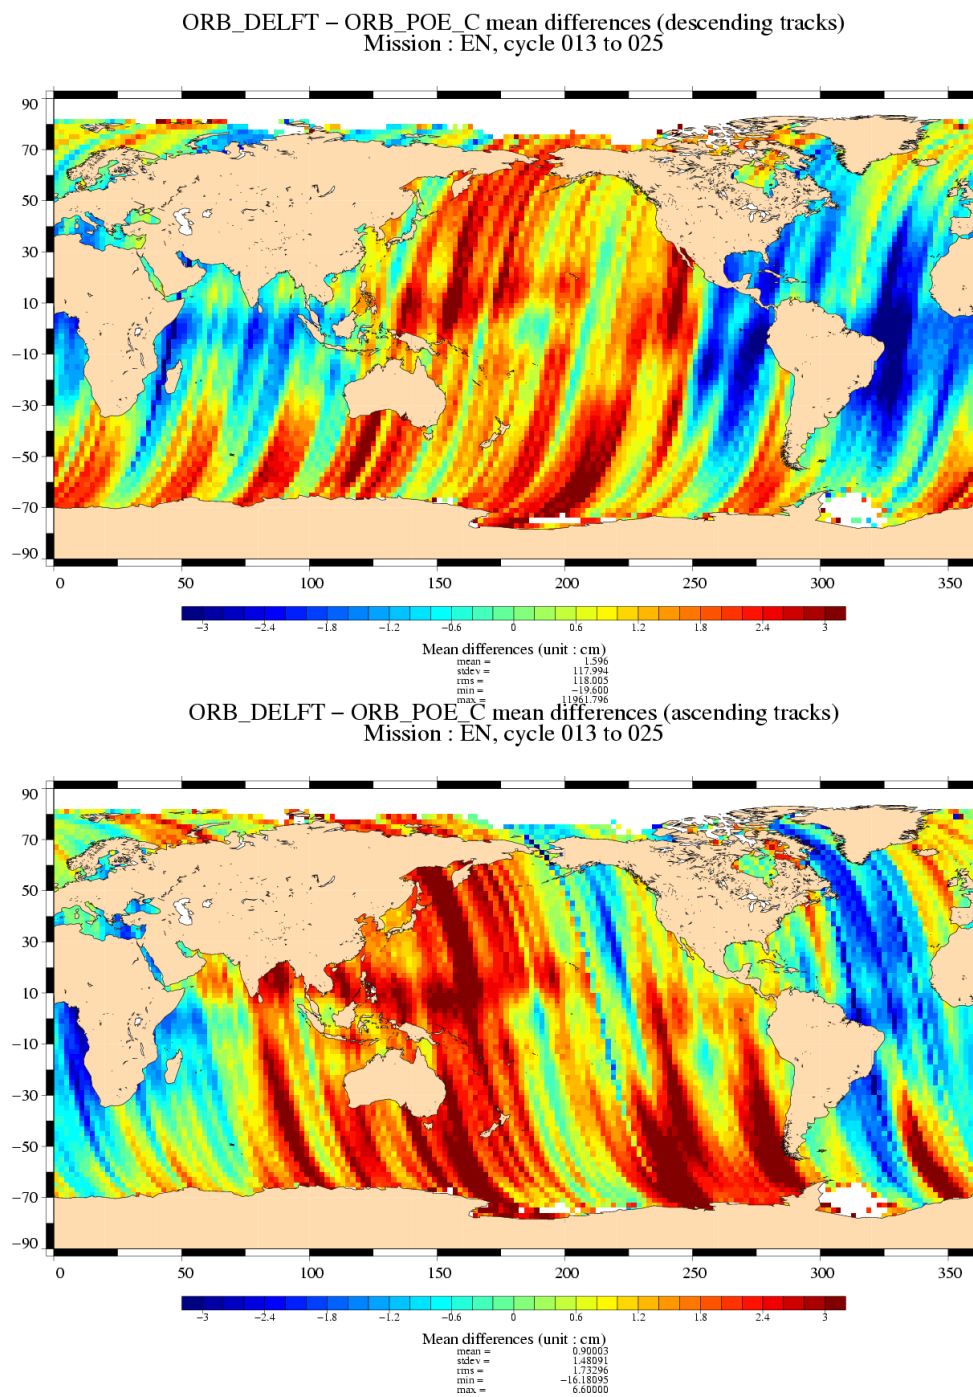 ORB_DELFT − ORB_POE_C mean differences (descending tracks)
Mission : EN, cycle 013 to 025
90
70
50
30
10
−10
−30
−50
−70
−90
0 50 100 150 200 250 300 350
−3 −2.4 −1.8 −1.2 −0.6 0 0.6 1.2 1.8 2.4 3
Mean differences (unit : cm)
mean = 1.596
stdev = 117.994
rms = 118.005
min = −19.600
max = 11961.796
ORB_DELFT − ORB_POE_C mean differences (ascending tracks)
Mission : EN, cycle 013 to 025
90
70
50
30
10
−10
−30
−50
−70
−90
0 50 100 150 200 250 300 350
−3 −2.4 −1.8 −1.2 −0.6 0 0.6 1.2 1.8 2.4 3
Mean differences (unit : cm)
mean = 0.90003
stdev = 1.48091
rms = 1.73296
min = −16.18095
max = 6.60000